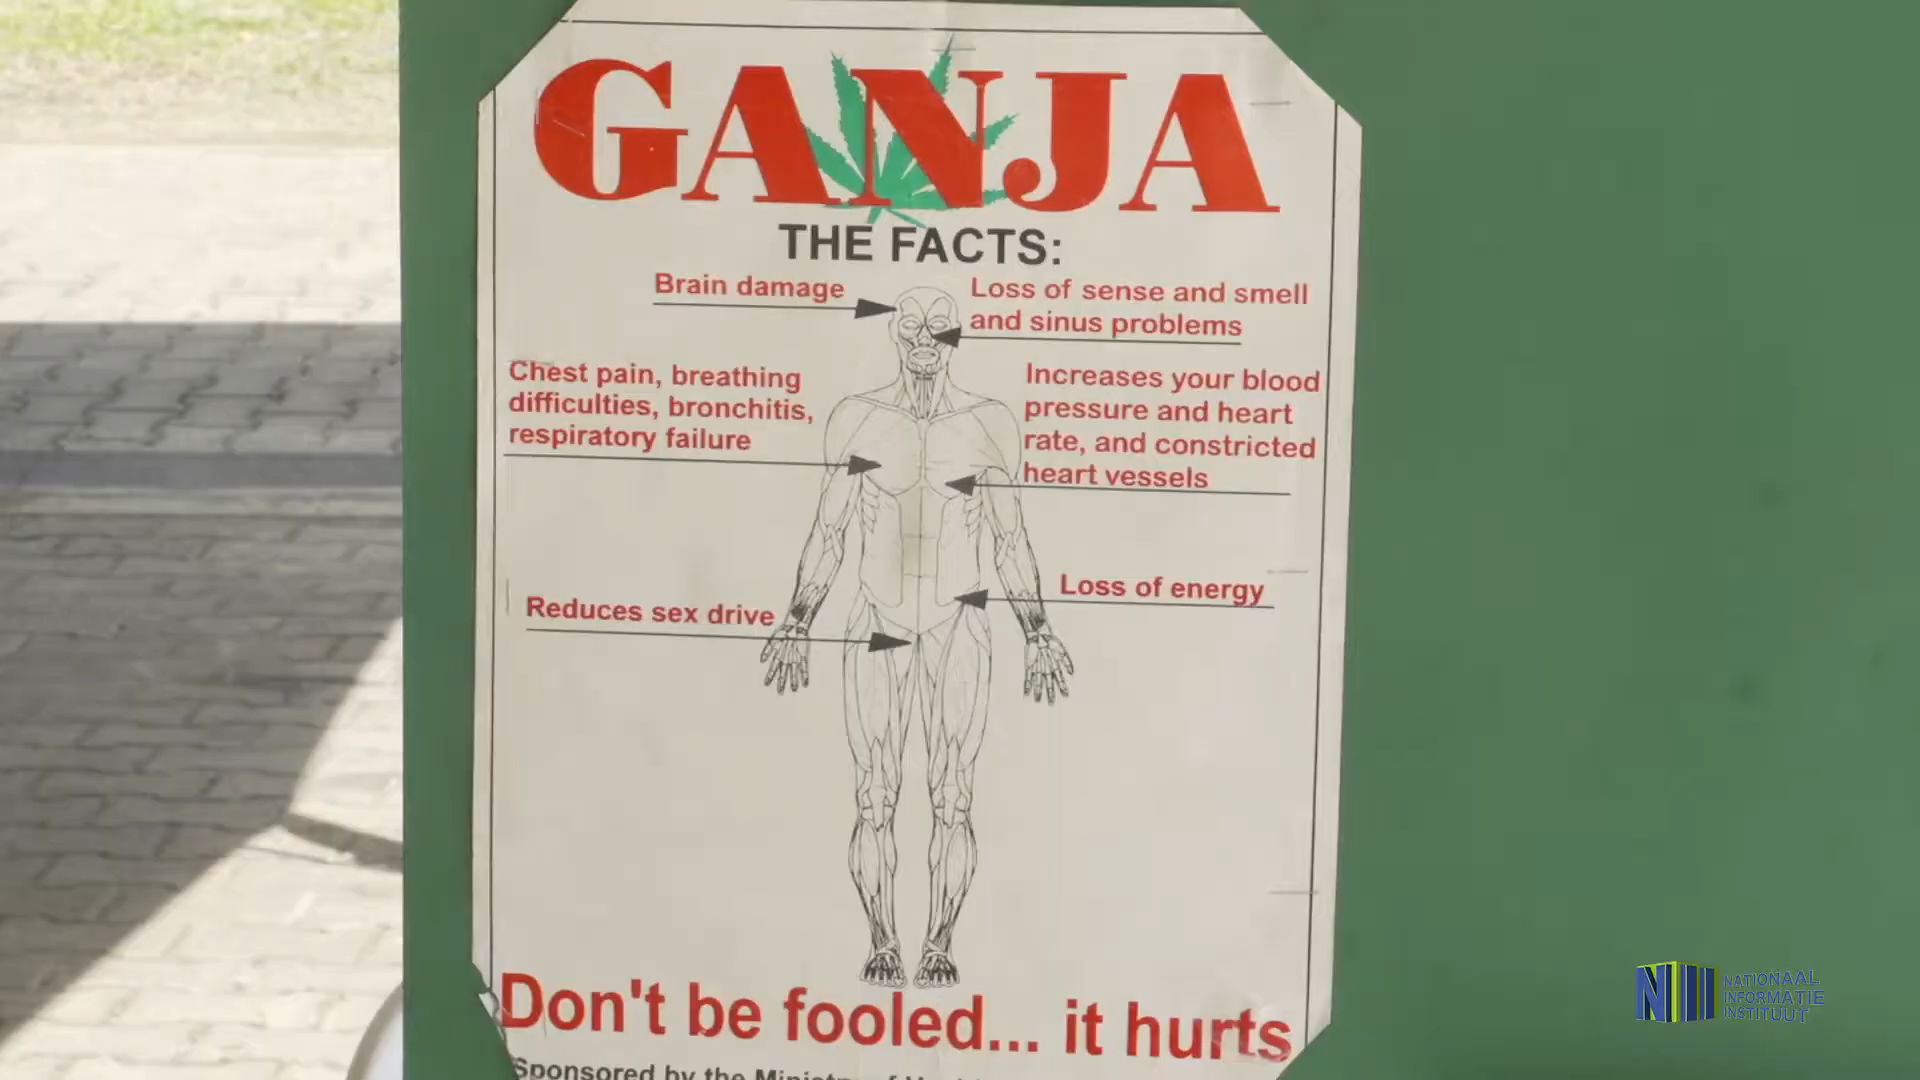 GANJA
THE FACTS:
Brain damage
Loss of sense and smell
and sinus problems
Chest pain, breathing
difficulties, bronchitis,
respiratory failure
Increases your blood
pressure and heart
rate, and constricted
heart vessels
Reduces sex drive
Loss of energy
Don't be fooled... it hurts
Sponsored by the Ministry of
NATIONAAL
INFORMATIE
INSTITUUT